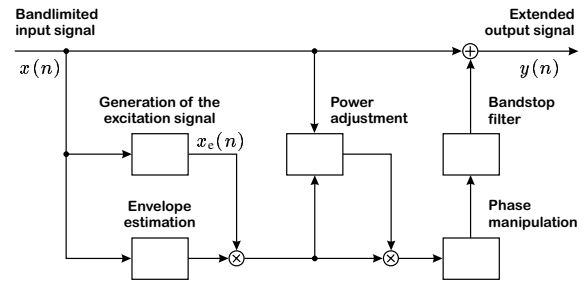 Bandlimited
input signal
Extended
output signal
x(n)
y(n)
Generation of the
excitation signal
Power
adjustment
Bandstop
filter
xₑ(n)
Envelope
estimation
Phase
manipulation